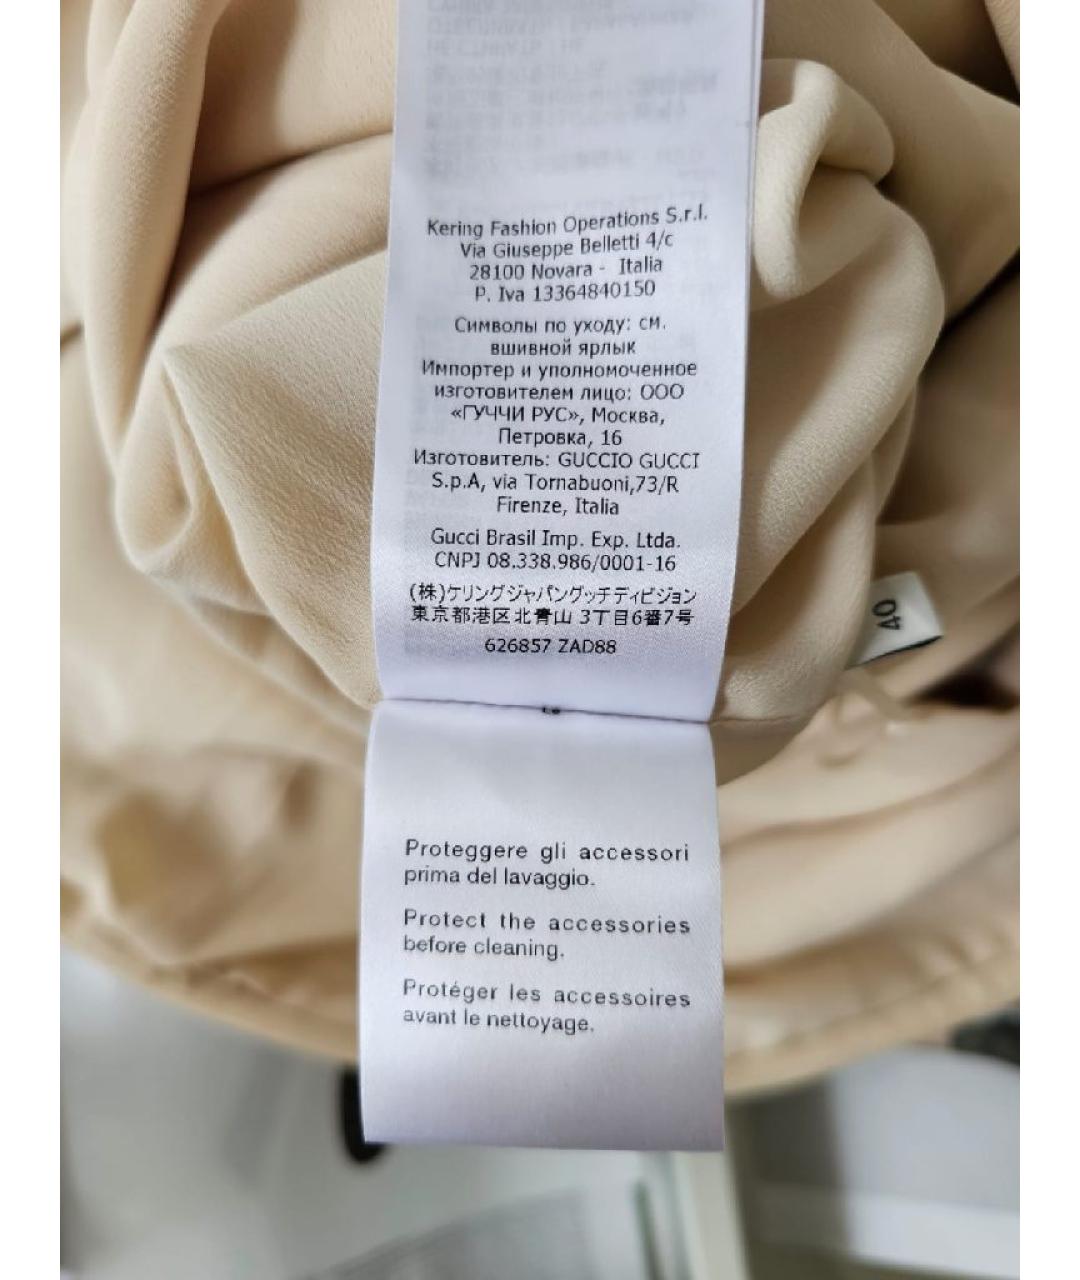 Kering Fashion Operations S.r.l.
Via Giuseppe Belletti 4/c
28100 Novara - Italia
P. Iva 13364840150
Символы по уходу: см.
вшивной ярлык
Импортер и уполномоченное
изготовителем лицо: ООО
«ГУЧЧИ РУС», Москва,
Петровка, 16
Изготовитель: GUCCIO GUCCI
S.p.A, via Tornabuoni,73/R
Firenze, Italia
Gucci Brasil Imp. Exp. Ltda.
CNPJ 08.338.986/0001-16
(株)ケリングジャパングッチディビジョン
東京都港区北青山 3丁目6番7号
626857 ZAD88
40
Proteggere gli accessori
prima del lavaggio.
Protect the accessories
before cleaning.
Protéger les accessoires
avant le nettoyage.